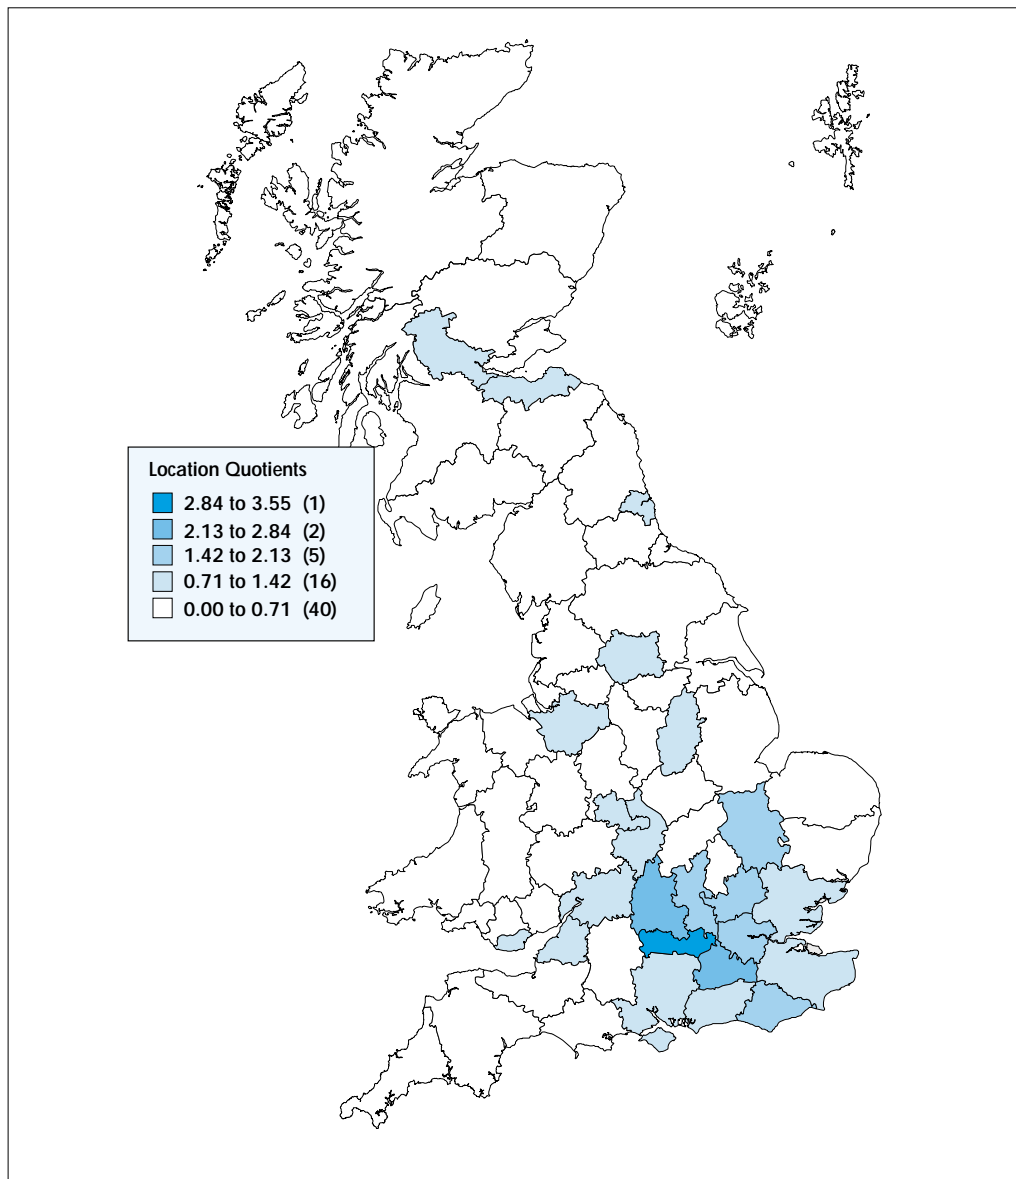 Location Quotients
2.84 to 3.55 (1)
2.13 to 2.84 (2)
1.42 to 2.13 (5)
0.71 to 1.42 (16)
0.00 to 0.71 (40)